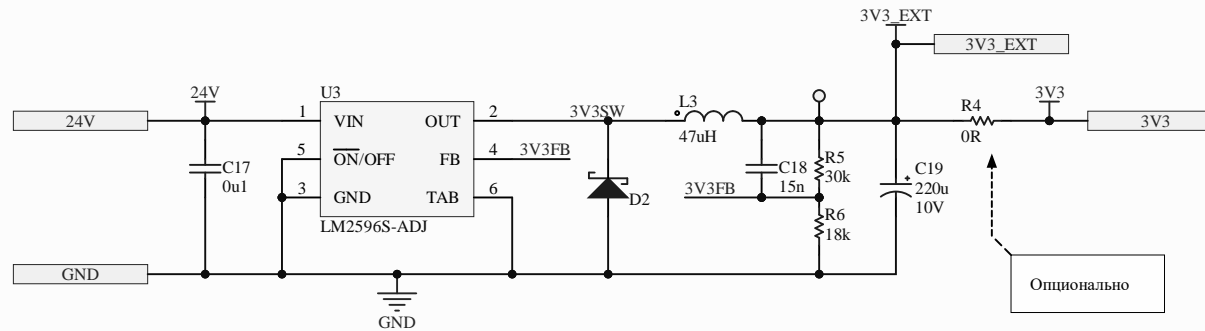 3V3_EXT
3V3_EXT
24V
U3
L3
R4
3V3
24V
1
VIN
OUT
2
3V3SW
47uH
0R
3V3
C17
0u1
5
ON/OFF
FB
4
3V3FB
C18
15n
R5
30k
C19
220u
10V
3
GND
TAB
6
D2
3V3FB
R6
18k
LM2596S-ADJ
GND
GND
Опционально